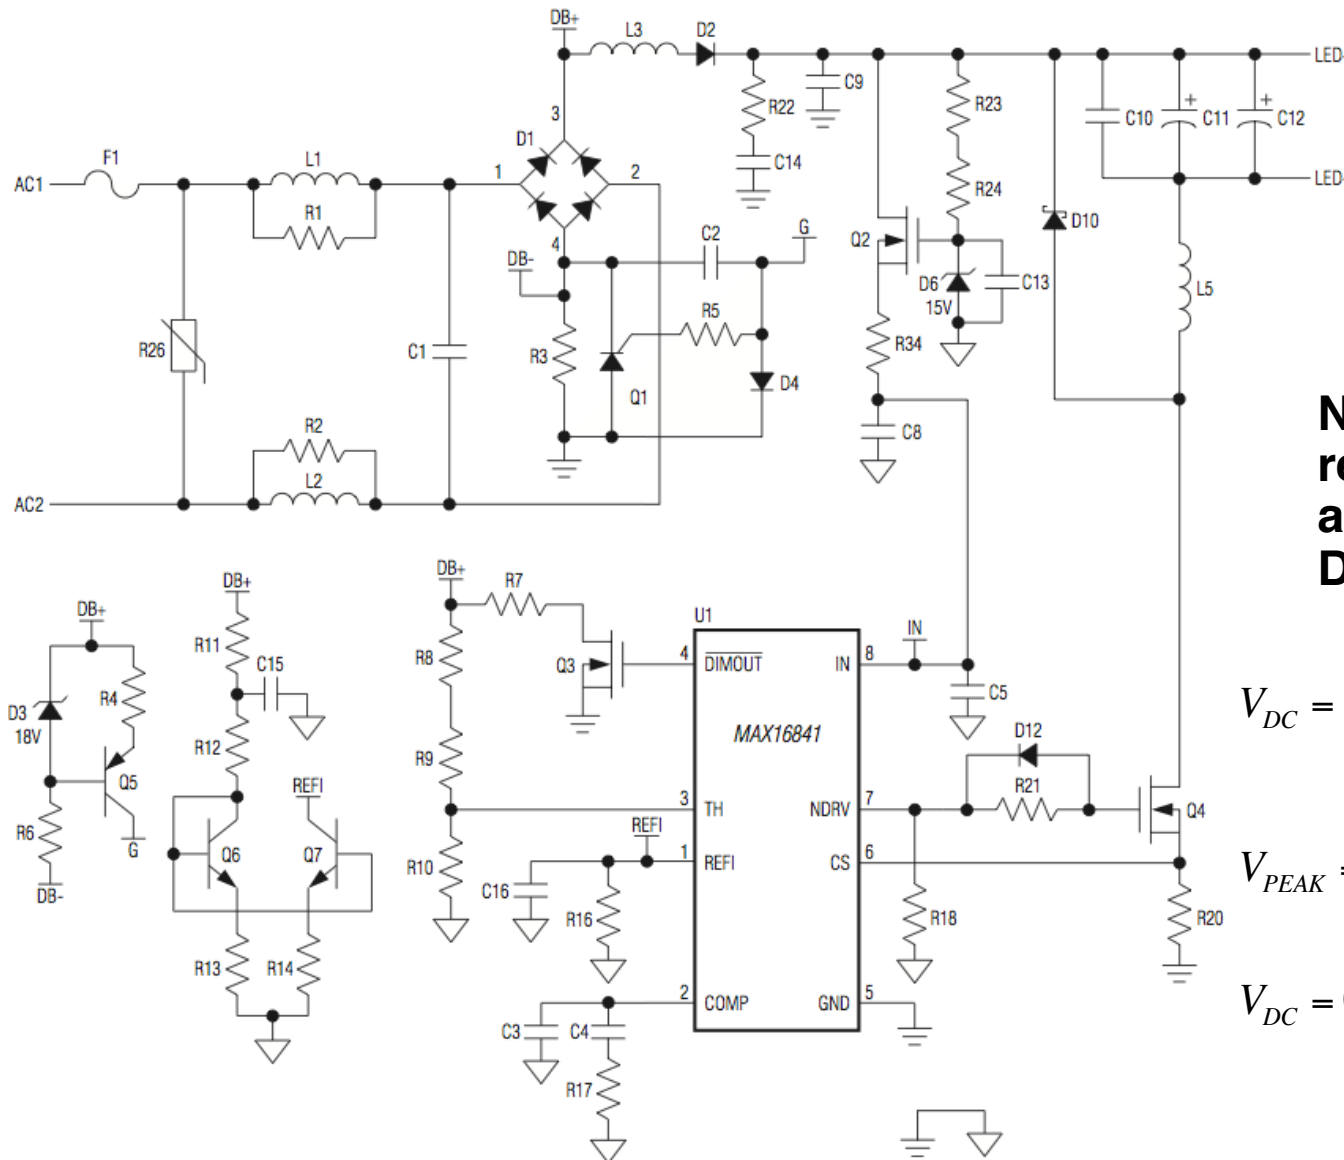 DB+
L3
D2
LED
C9
R22
R23
C10
C11
C12
3
D1
F1
L1
C14
AC1
1
2
R24
LED
R1
D10
C2
G
Q2
4
DB-
D6
C13
15V
L5
R5
R26
C1
R3
R34
D4
Q1
R2
C8
L2
AC2
DB+
DB+
R7
U1
DB+
IN
R11
4
DIMOUT
IN
8
R8
Q3
C15
R4
C5
D3
18V
MAX16841
V_DC =
R12
D12
R9
Q5
REFI
R21
3
TH
NDRV
7
Q4
R6
REFI
G
Q6
Q7
R10
1
REFI
CS
6
V_PEAK =
DB-
C16
R16
R18
R20
R13
R14
2
COMP
GND
5
V_DC =
C3
C4
R17